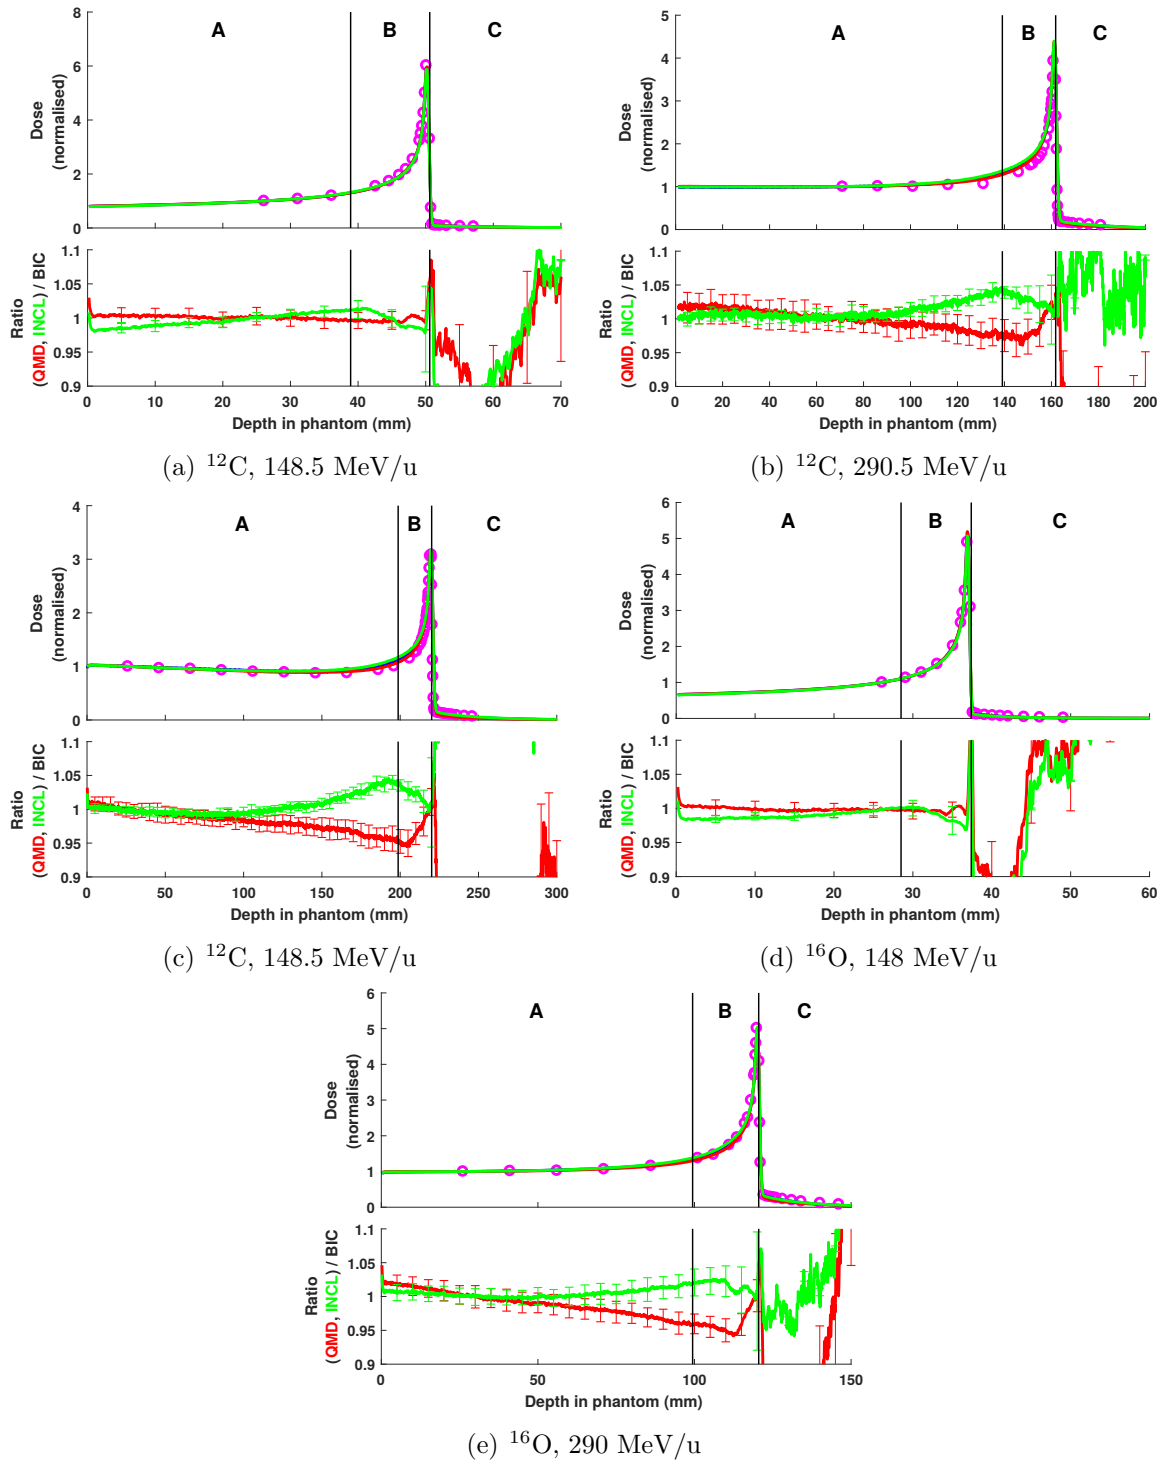 A B C
8
6
4
2
0
Dose
(normalised)
1.1
1.05
1
0.95
0.9
Ratio
(QMD, INCL) / BIC
0 10 20 30 40 50 60 70
Depth in phantom (mm)
(a) ¹²C, 148.5 MeV/u
A B C
5
4
3
2
1
0
Dose
(normalised)
1.1
1.05
1
0.95
0.9
Ratio
(QMD, INCL) / BIC
0 20 40 60 80 100 120 140 160 180 200
Depth in phantom (mm)
(b) ¹²C, 290.5 MeV/u
A B C
4
3
2
1
0
Dose
(normalised)
1.1
1.05
1
0.95
0.9
Ratio
(QMD, INCL) / BIC
0 50 100 150 200 250 300
Depth in phantom (mm)
(c) ¹²C, 148.5 MeV/u
A B C
6
5
4
3
2
1
0
Dose
(normalised)
1.1
1.05
1
0.95
0.9
Ratio
(QMD, INCL) / BIC
0 10 20 30 40 50 60
Depth in phantom (mm)
(d) ¹⁶O, 148 MeV/u
A B C
6
5
4
3
2
1
0
Dose
(normalised)
1.1
1.05
1
0.95
0.9
Ratio
(QMD, INCL) / BIC
0 50 100 150
Depth in phantom (mm)
(e) ¹⁶O, 290 MeV/u